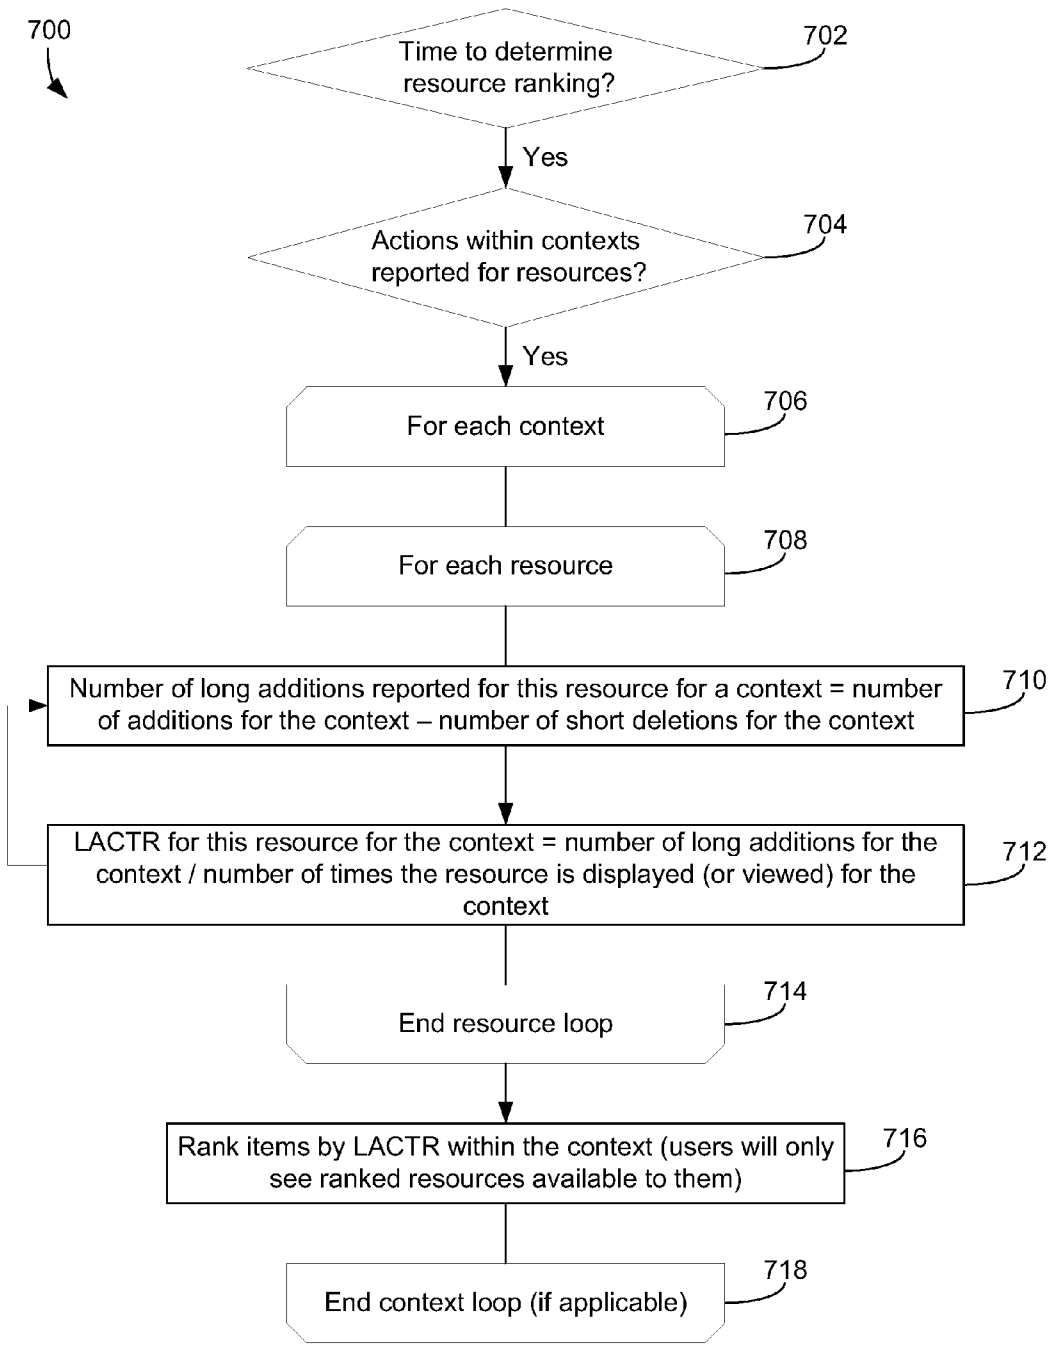 700
Time to determine
resource ranking?
702
Yes
Actions within contexts
reported for resources?
704
Yes
For each context
706
For each resource
708
Number of long additions reported for this resource for a context = number
of additions for the context – number of short deletions for the context
710
LACTR for this resource for the context = number of long additions for the
context / number of times the resource is displayed (or viewed) for the
context
712
End resource loop
714
Rank items by LACTR within the context (users will only
see ranked resources available to them)
716
End context loop (if applicable)
718